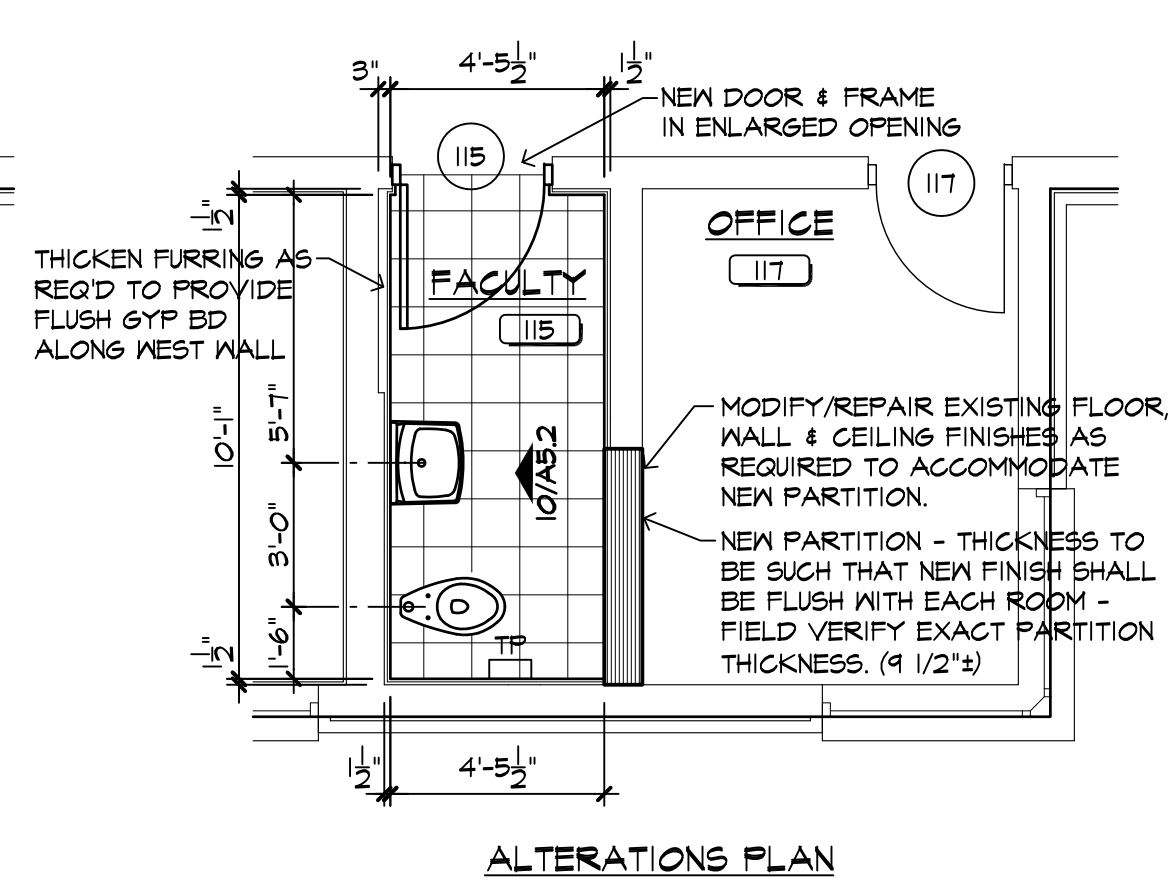 3"
4'-5 1/2"
1 1/2"
NEW DOOR & FRAME
IN ENLARGED OPENING
115
117
1/2"
OFFICE
117
THICKEN FURRING AS
REQ'D TO PROVIDE
FLUSH GYP BD
ALONG WEST WALL
FACULTY
115
10'-1"
5'-7"
10/A5.2
MODIFY/REPAIR EXISTING FLOOR,
WALL & CEILING FINISHES AS
REQUIRED TO ACCOMMODATE
NEW PARTITION.
3'-0"
NEW PARTITION - THICKNESS TO
BE SUCH THAT NEW FINISH SHALL
BE FLUSH WITH EACH ROOM -
FIELD VERIFY EXACT PARTITION
THICKNESS. (9 1/2"±)
1/2"
1'-6"
TP
1 1/2"
4'-5 1/2"
ALTERATIONS PLAN